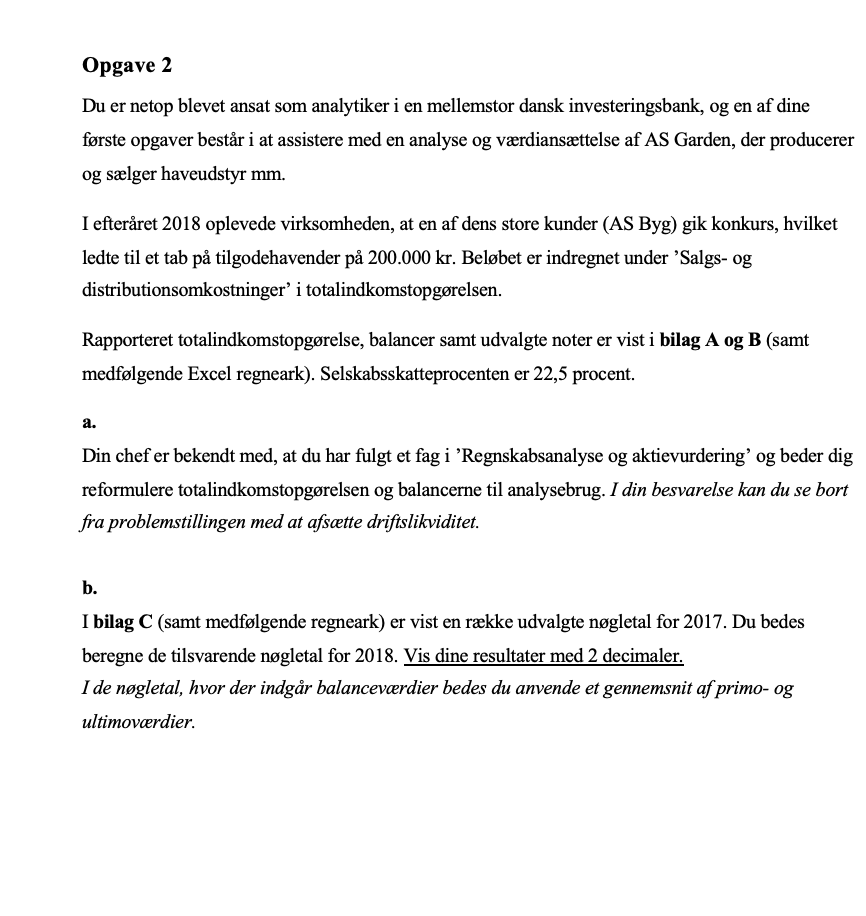 Opgave 2
Du er netop blevet ansat som analytiker i en mellemstor dansk investeringsbank, og en af dine
første opgaver består i at assistere med en analyse og værdiansættelse af AS Garden, der producerer
og sælger haveudstyr mm.
I efteråret 2018 oplevede virksomheden, at en af dens store kunder (AS Byg) gik konkurs, hvilket
ledte til et tab på tilgodehavender på 200.000 kr. Beløbet er indregnet under ’Salgs- og
distributionsomkostninger’ i totalindkomstopgørelsen.
Rapporteret totalindkomstopgørelse, balancer samt udvalgte noter er vist i bilag A og B (samt
medfølgende Excel regneark). Selskabsskatteprocenten er 22,5 procent.
a.
Din chef er bekendt med, at du har fulgt et fag i ’Regnskabsanalyse og aktievurdering’ og beder dig
reformulere totalindkomstopgørelsen og balancerne til analysebrug. I din besvarelse kan du se bort
fra problemstillingen med at afsætte driftslikviditet.
b.
I bilag C (samt medfølgende regneark) er vist en række udvalgte nøgletal for 2017. Du bedes
beregne de tilsvarende nøgletal for 2018. Vis dine resultater med 2 decimaler.
I de nøgletal, hvor der indgår balanceværdier bedes du anvende et gennemsnit af primo- og
ultimoværdier.